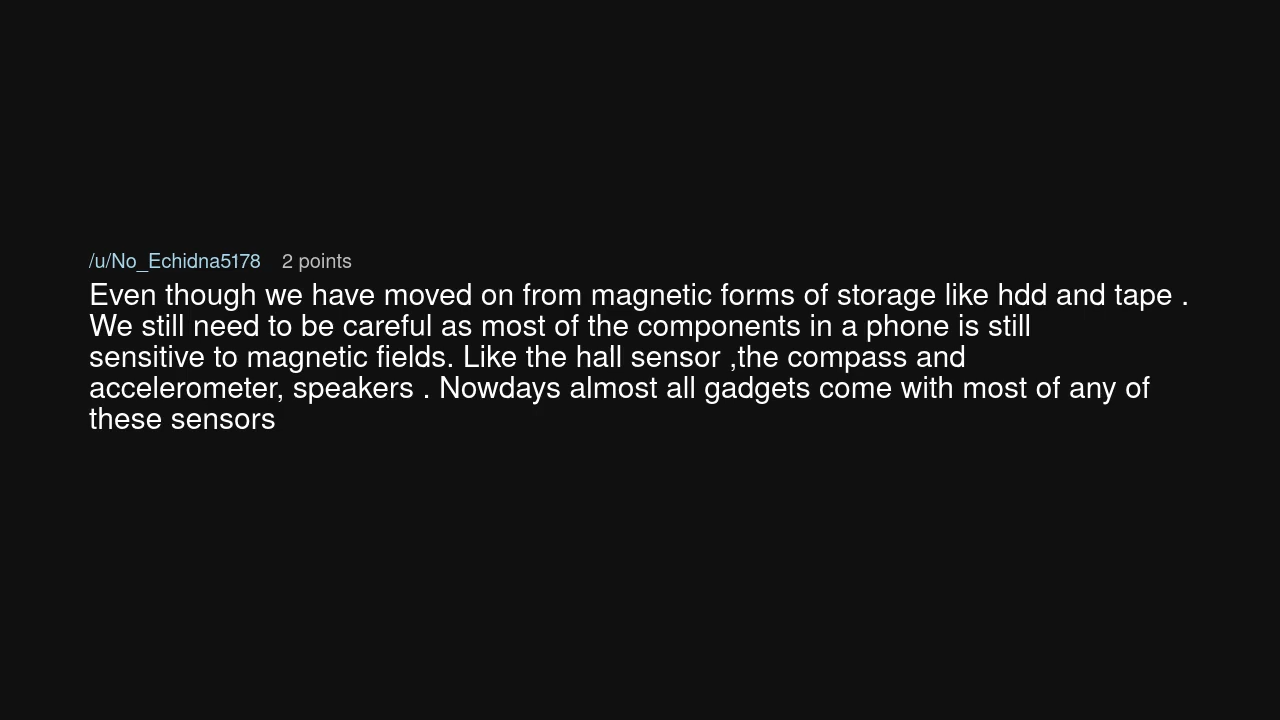 /u/No_Echidna5178 2 points
Even though we have moved on from magnetic forms of storage like hdd and tape .
We still need to be careful as most of the components in a phone is still
sensitive to magnetic fields. Like the hall sensor ,the compass and
accelerometer, speakers . Nowdays almost all gadgets come with most of any of
these sensors